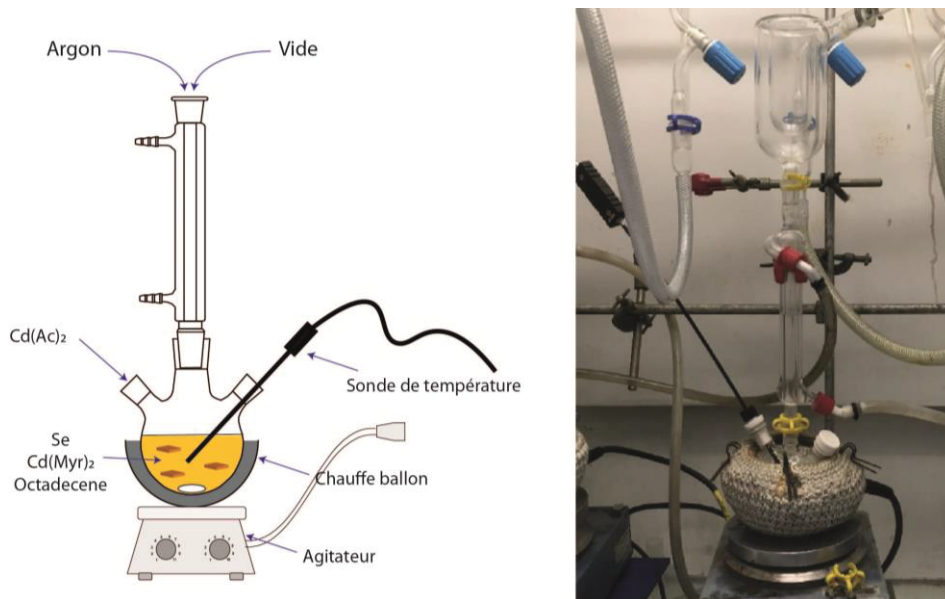 Argon
Vide
Cd(Ac)₂
Sonde de température
Se
Cd(Myr)₂
Octadecene
Chauffe ballon
Agitateur